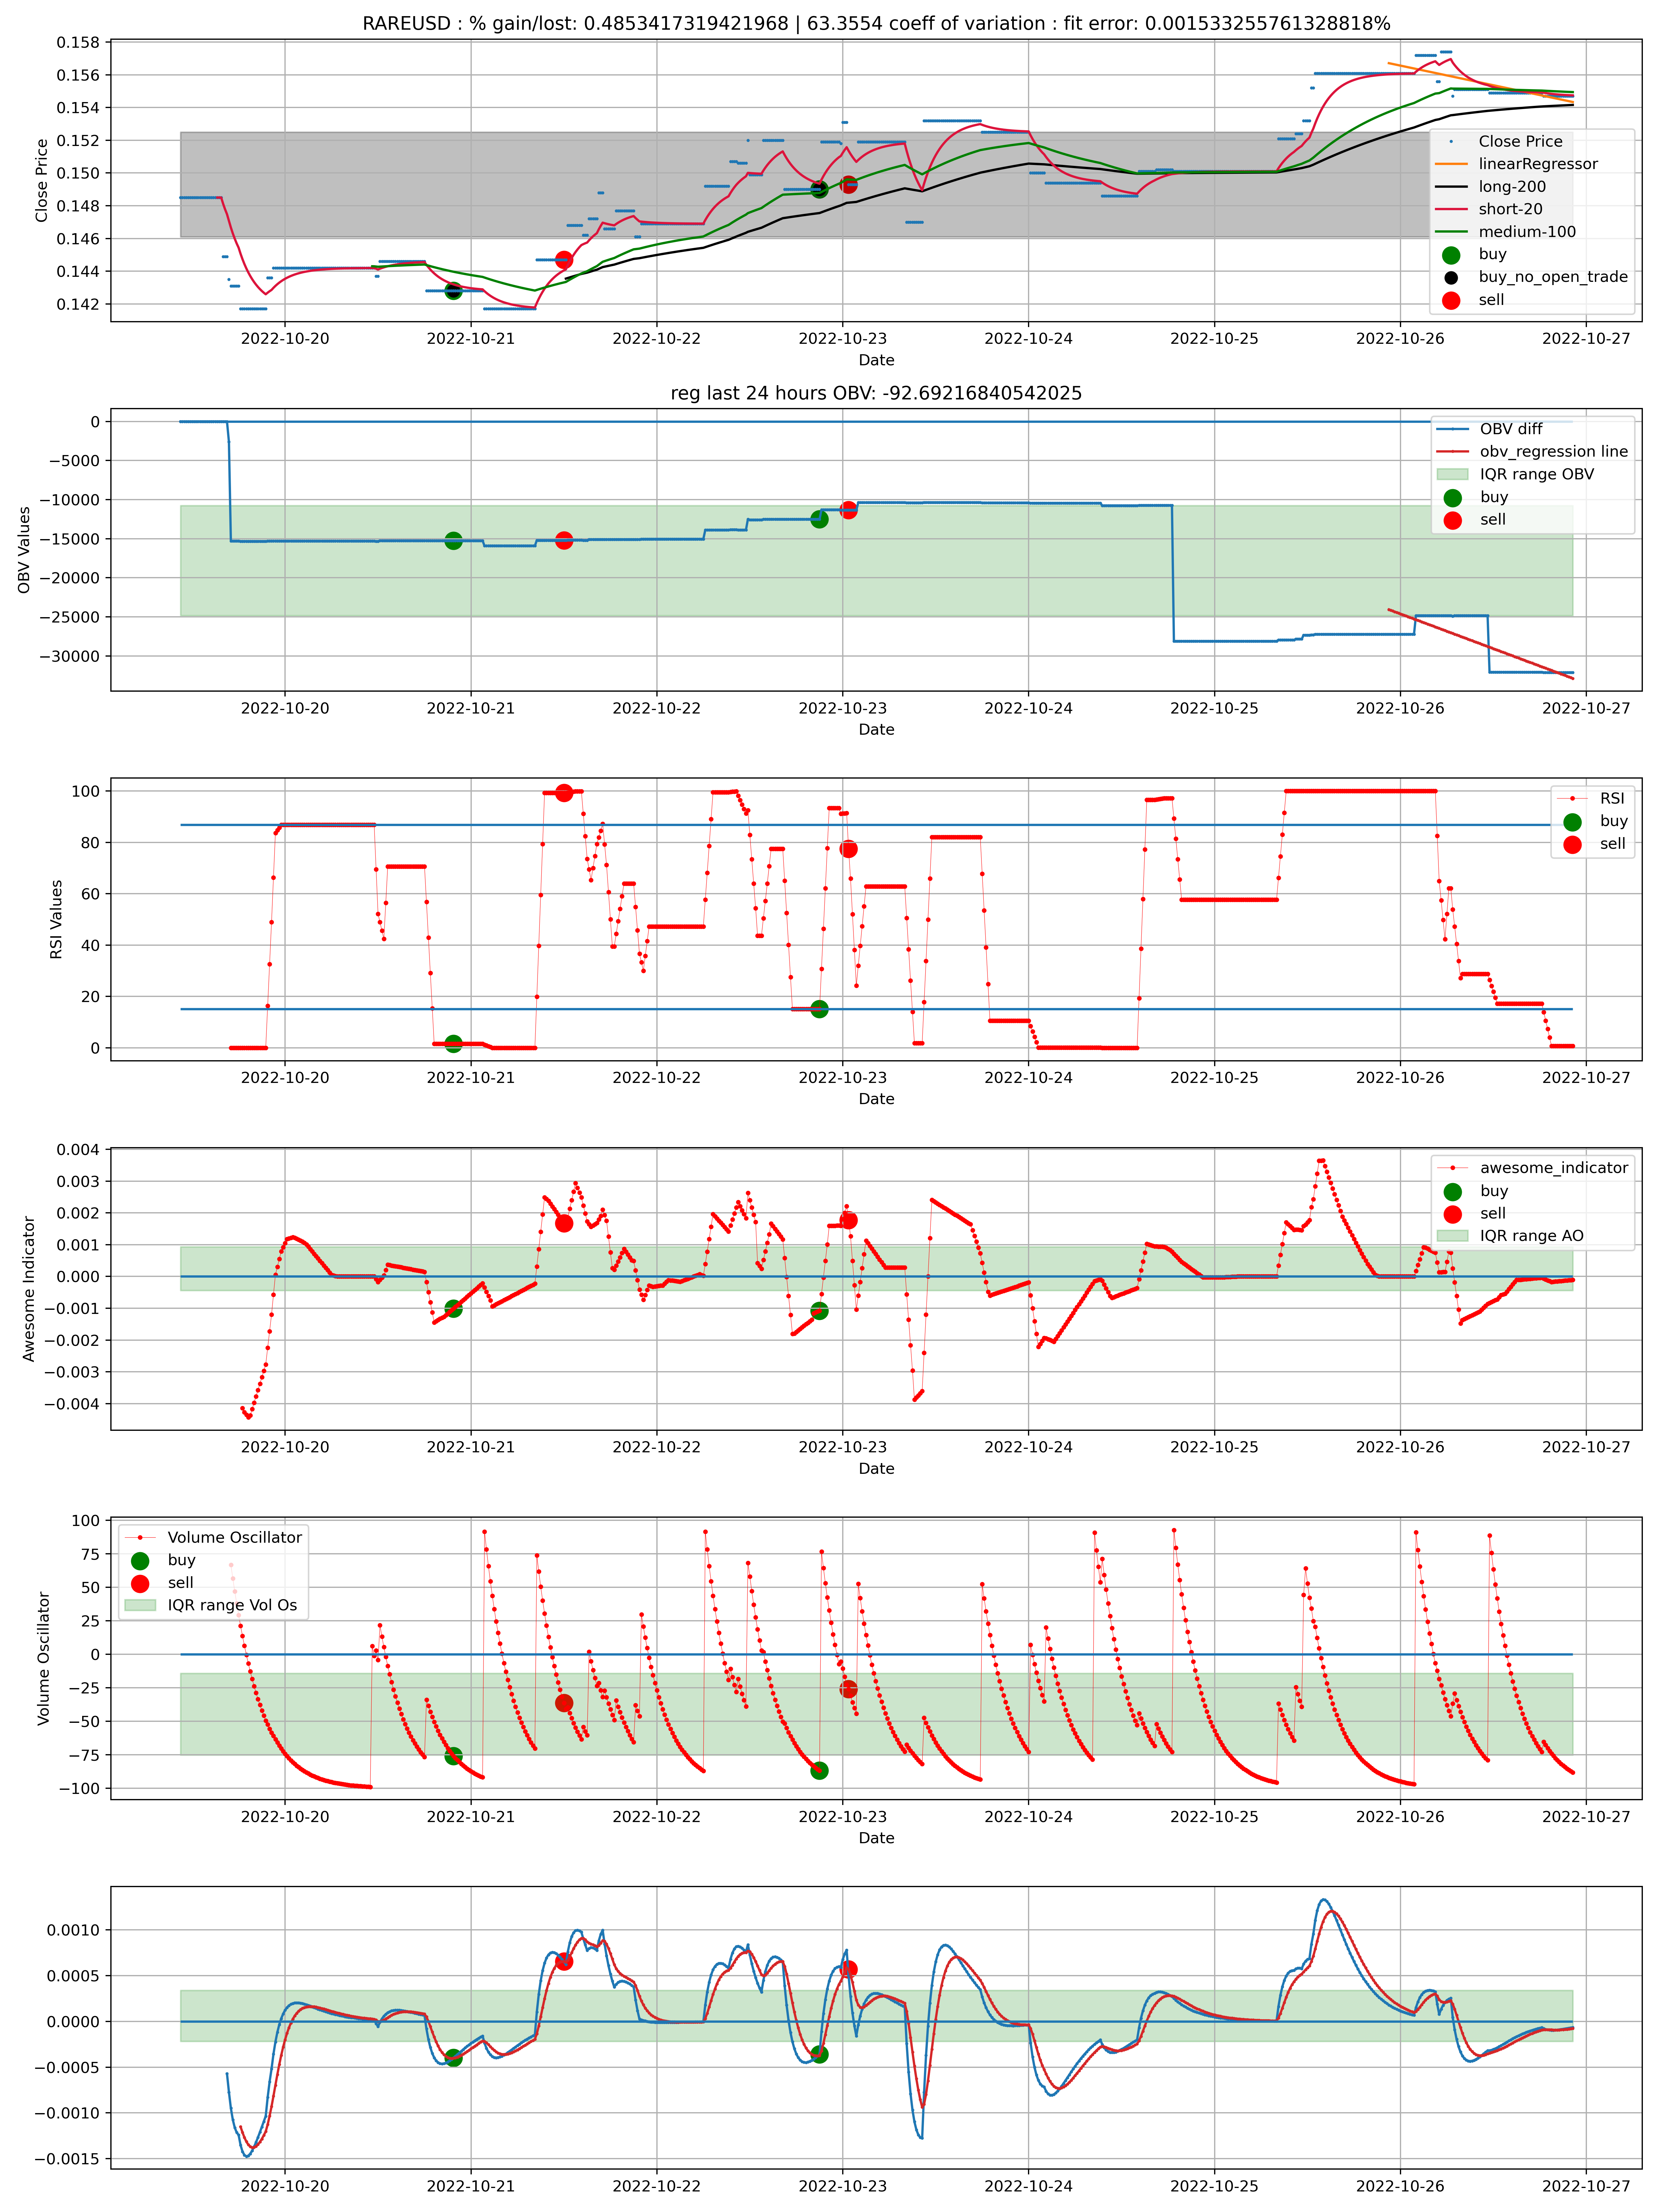 RAREUSD : % gain/lost: 0.4853417319421968 | 63.3554 coeff of variation : fit error: 0.001533255761328818%
0.158
0.156
0.154
0.152
0.150
0.148
0.146
0.144
0.142
Close Price
Close Price
linearRegressor
long-200
short-20
medium-100
buy
buy_no_open_trade
sell
2022-10-20 2022-10-21 2022-10-22 2022-10-23 2022-10-24 2022-10-25 2022-10-26 2022-10-27
Date
reg last 24 hours OBV: -92.69216840542025
0
−5000
−10000
−15000
−20000
−25000
−30000
OBV Values
OBV diff
obv_regression line
IQR range OBV
buy
sell
2022-10-20 2022-10-21 2022-10-22 2022-10-23 2022-10-24 2022-10-25 2022-10-26 2022-10-27
Date
100
80
60
40
20
0
RSI Values
RSI
buy
sell
2022-10-20 2022-10-21 2022-10-22 2022-10-23 2022-10-24 2022-10-25 2022-10-26 2022-10-27
Date
0.004
0.003
0.002
0.001
0.000
−0.001
−0.002
−0.003
−0.004
Awesome Indicator
awesome_indicator
buy
sell
IQR range AO
2022-10-20 2022-10-21 2022-10-22 2022-10-23 2022-10-24 2022-10-25 2022-10-26 2022-10-27
Date
100
75
50
25
0
−25
−50
−75
−100
Volume Oscillator
Volume Oscillator
buy
sell
IQR range Vol Os
2022-10-20 2022-10-21 2022-10-22 2022-10-23 2022-10-24 2022-10-25 2022-10-26 2022-10-27
Date
0.0010
0.0005
0.0000
−0.0005
−0.0010
−0.0015
2022-10-20 2022-10-21 2022-10-22 2022-10-23 2022-10-24 2022-10-25 2022-10-26 2022-10-27